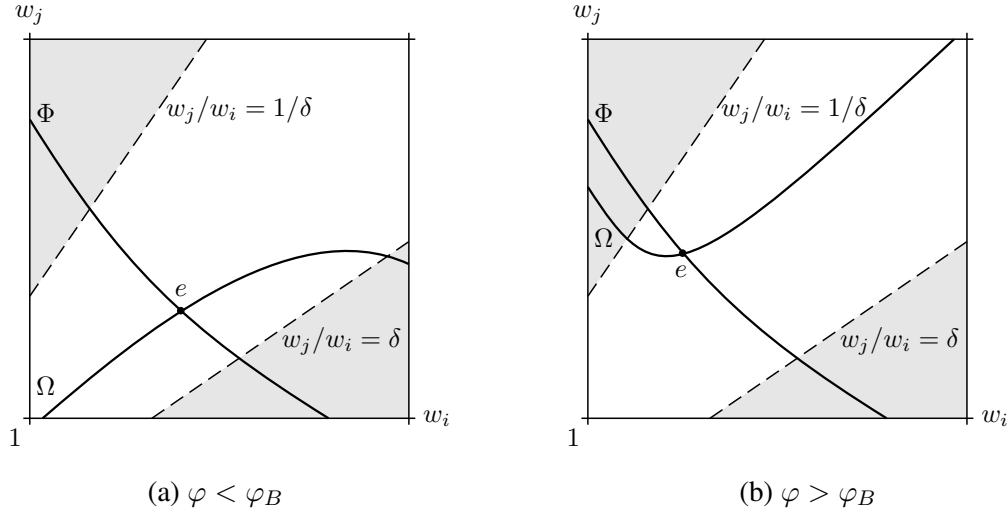 w_j
Φ
w_j/w_i = 1/δ
e
w_j/w_i = δ
Ω
w_i
1
(a) φ < φ_B
w_j
Φ
w_j/w_i = 1/δ
Ω
e
w_j/w_i = δ
w_i
1
(b) φ > φ_B